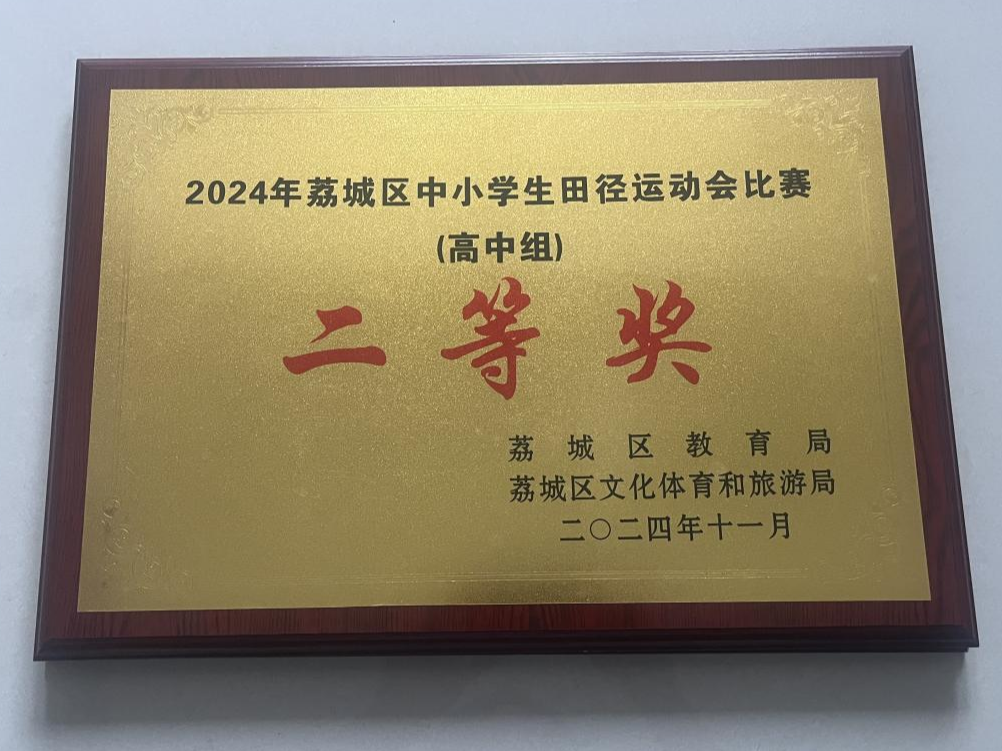 2024年荔城区中小学生田径运动会比赛
(高中组)
二等奖
荔城区教育局
荔城区文化体育和旅游局
二〇二四年十一月